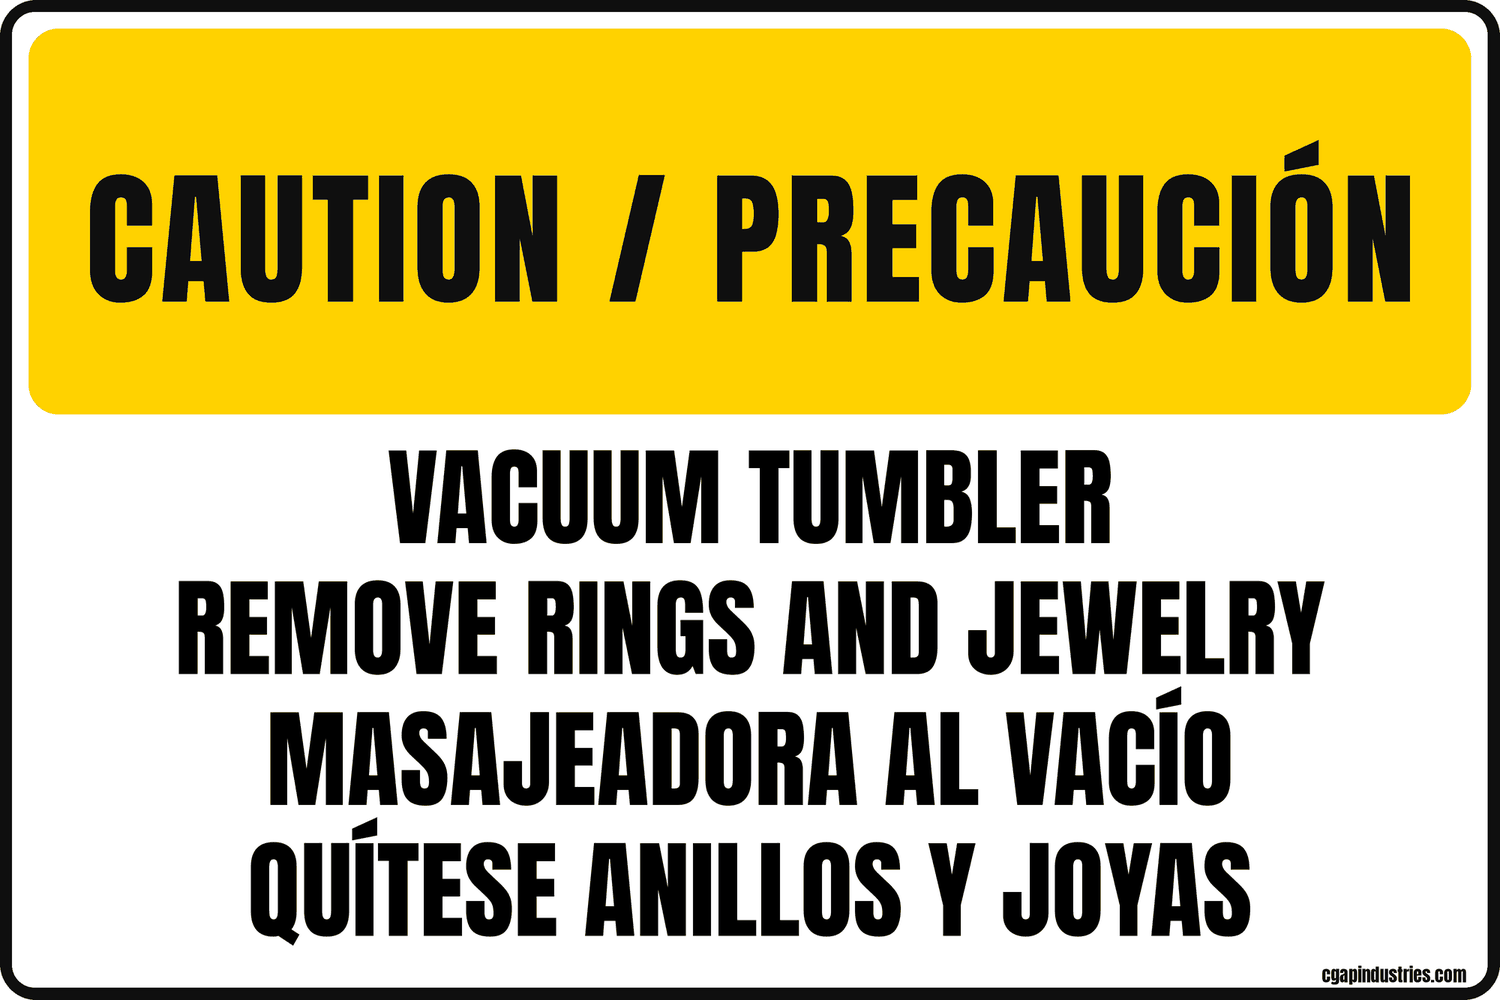 CAUTION / PRECAUCIÓN
VACUUM TUMBLER
REMOVE RINGS AND JEWELRY
MASAJEADORA AL VACÍO
QUÍTESE ANILLOS Y JOYAS
cgapindustries.com